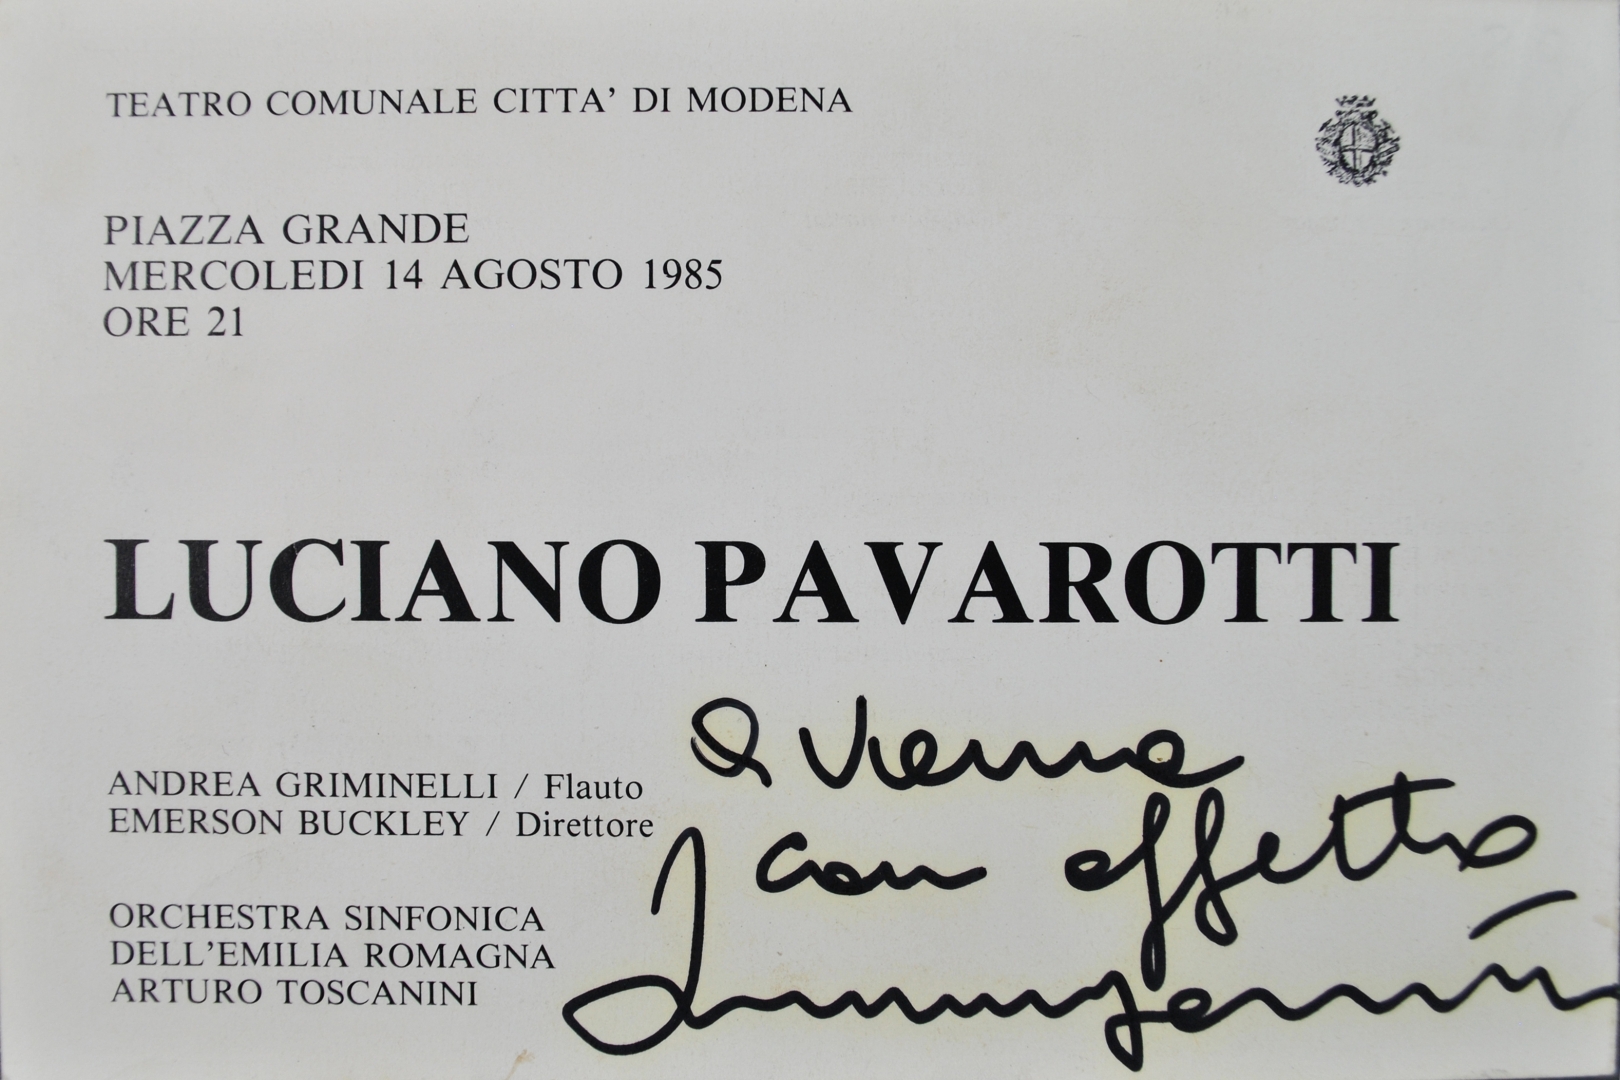 TEATRO COMUNALE CITTA' DI MODENA
PIAZZA GRANDE
MERCOLEDI 14 AGOSTO 1985
ORE 21
LUCIANO PAVAROTTI
ANDREA GRIMINELLI / Flauto
EMERSON BUCKLEY / Direttore
ORCHESTRA SINFONICA
DELL'EMILIA ROMAGNA
ARTURO TOSCANINI
a Vienna
con affetto